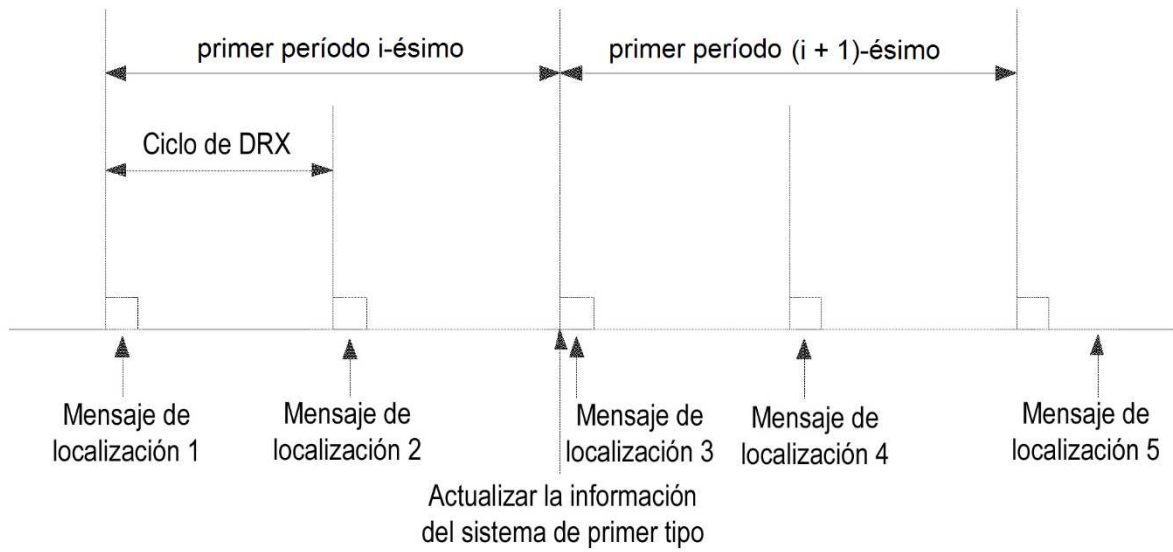 primer período i-ésimo
primer período (i + 1)-ésimo
Ciclo de DRX
Mensaje de
localización 1
Mensaje de
localización 2
Mensaje de
localización 3
Mensaje de
localización 4
Mensaje de
localización 5
Actualizar la información
del sistema de primer tipo